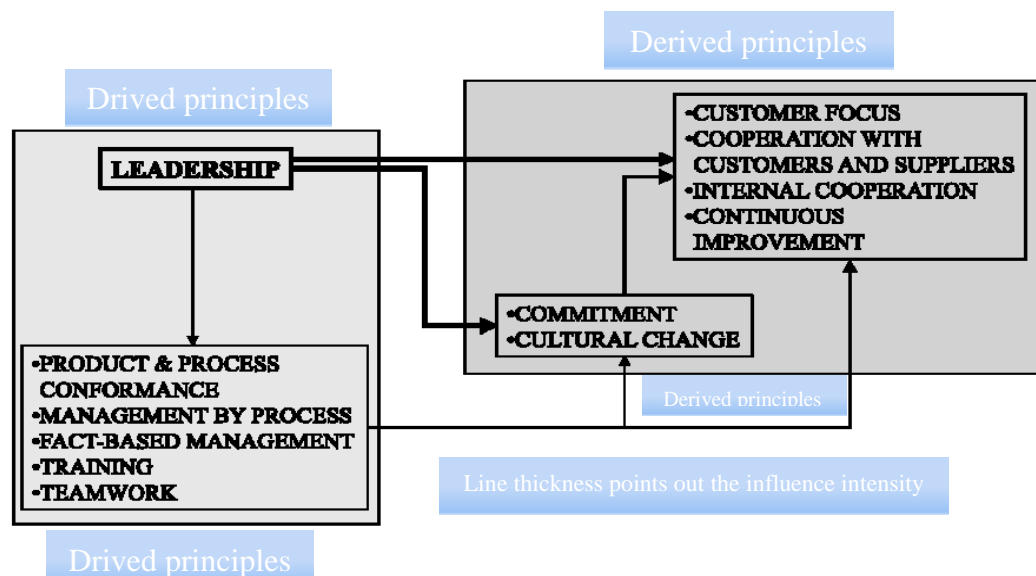 Derived principles
Drived principles
LEADERSHIP
•CUSTOMER FOCUS
•COOPERATION WITH
CUSTOMERS AND SUPPLIERS
•INTERNAL COOPERATION
•CONTINUOUS
IMPROVEMENT
•COMMITMENT
•CULTURAL CHANGE
•PRODUCT & PROCESS
CONFORMANCE
•MANAGEMENT BY PROCESS
•FACT-BASED MANAGEMENT
•TRAINING
•TEAMWORK
Derived principles
Line thickness points out the influence intensity
Drived principles